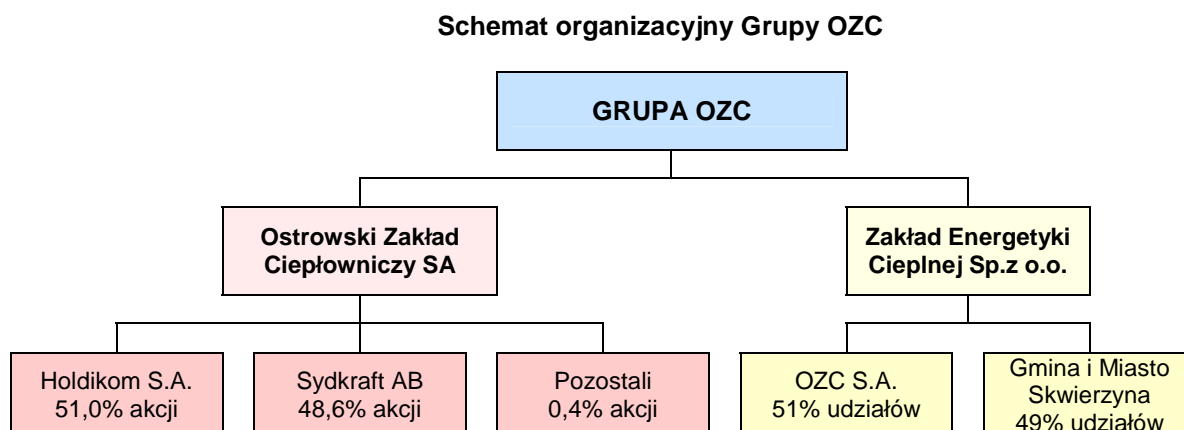 Schemat organizacyjny Grupy OZC
GRUPA OZC
Ostrowski Zakład
Ciepłowniczy SA
Zakład Energetyki
Cieplnej Sp.z o.o.
Holdikom S.A.
51,0% akcji
Sydkraft AB
48,6% akcji
Pozostali
0,4% akcji
OZC S.A.
51% udziałów
Gmina i Miasto
Skwierzyna
49% udziałów